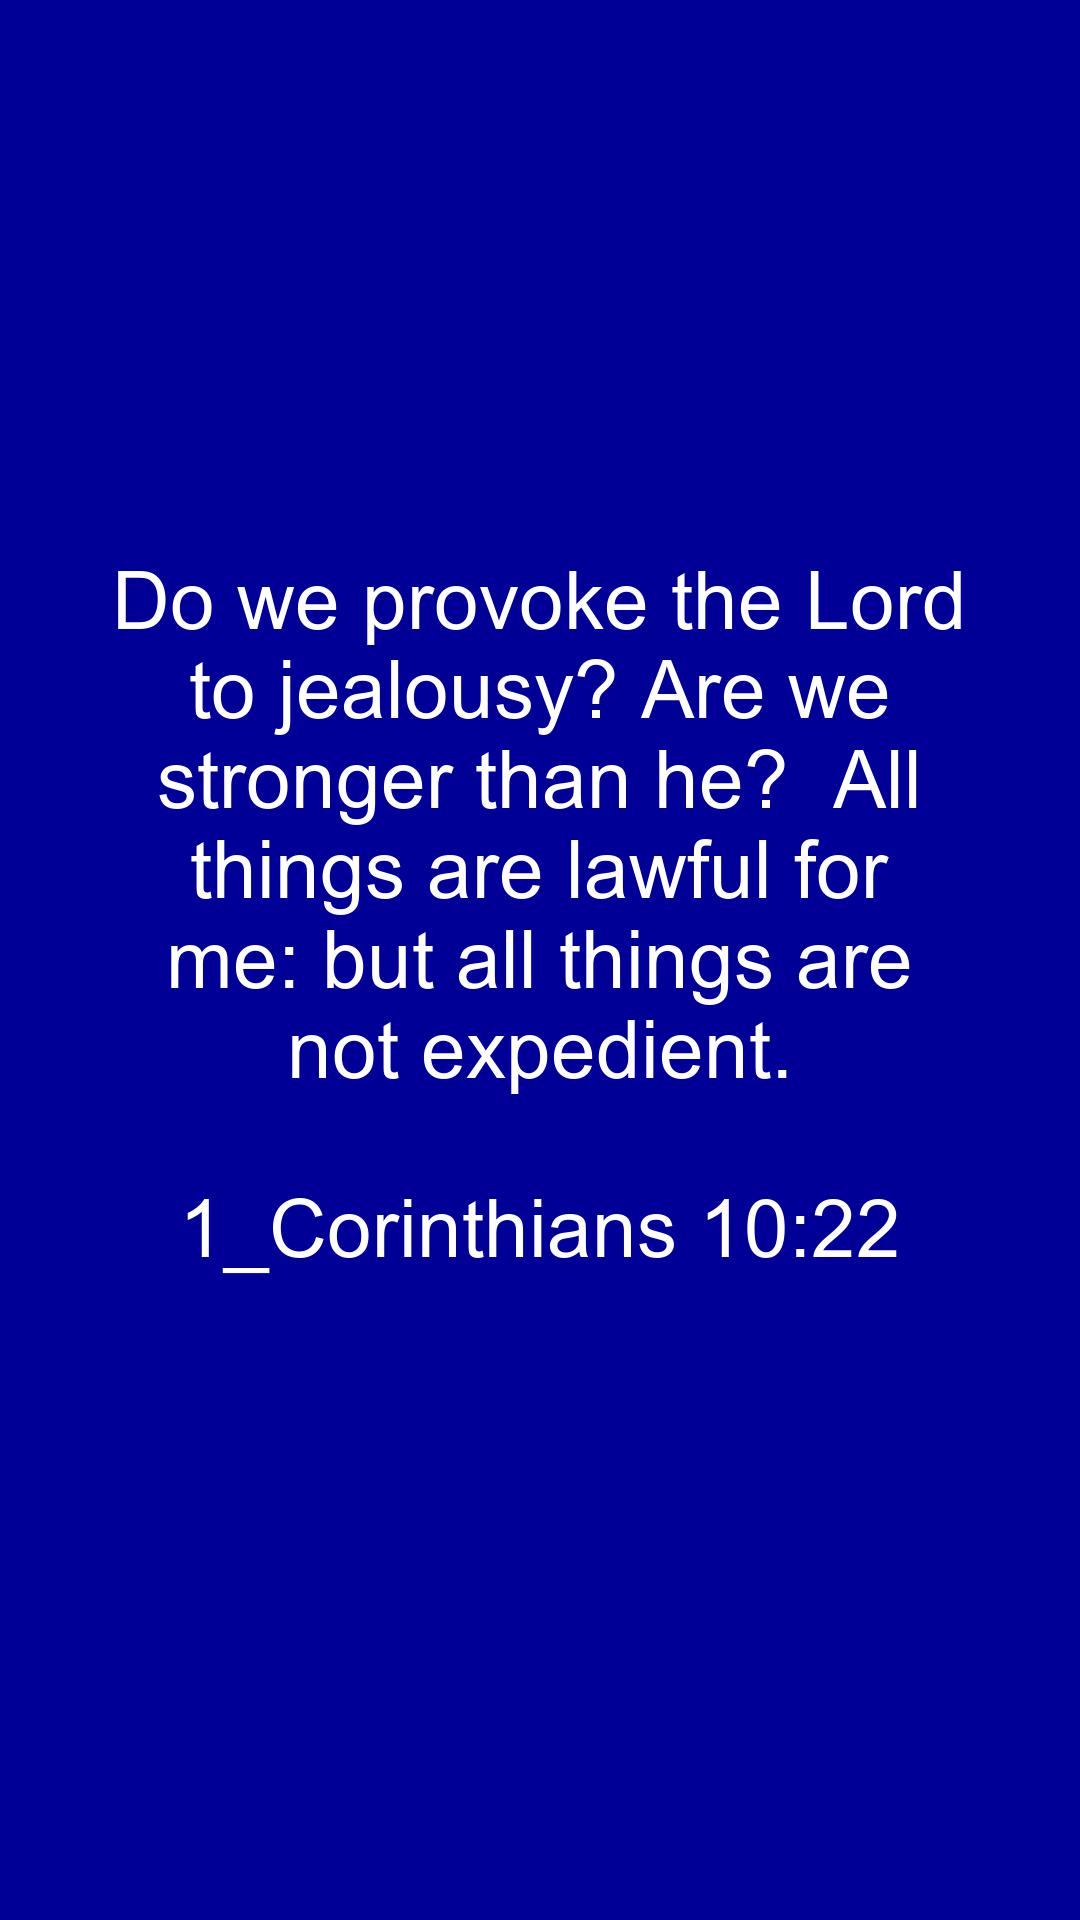 Do we provoke the Lord
to jealousy? Are we
stronger than he?  All
things are lawful for
me: but all things are
not expedient.
1_Corinthians 10:22